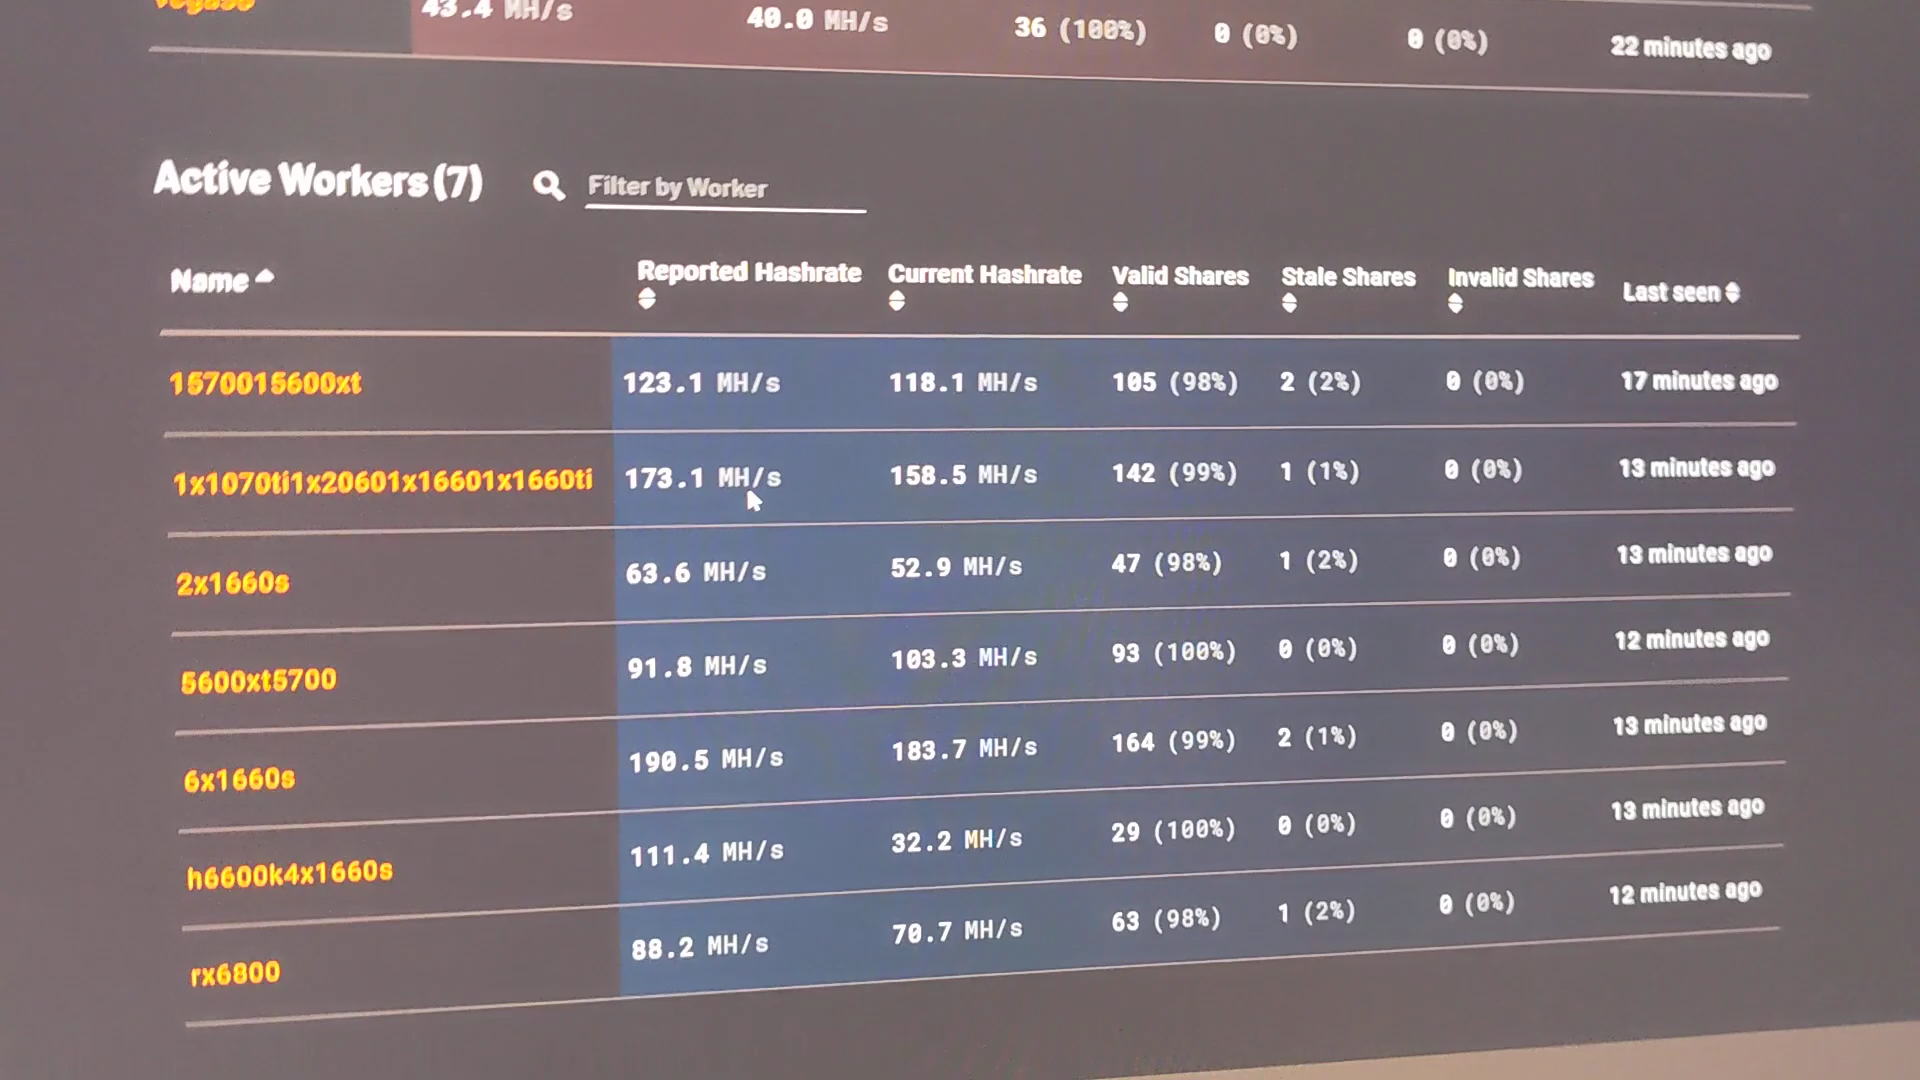 43.4 MH/s 40.0 MH/s 36 (100%) 0 (0%) 0 (0%) 22 minutes ago
Active Workers (7) Filter by Worker
Name Reported Hashrate Current Hashrate Valid Shares Stale Shares Invalid Shares Last seen
1570015600xt 123.1 MH/s 118.1 MH/s 105 (98%) 2 (2%) 0 (0%) 17 minutes ago
1x1070ti1x20601x16601x1660ti 173.1 MH/s 158.5 MH/s 142 (99%) 1 (1%) 0 (0%) 13 minutes ago
2x1660s 63.6 MH/s 52.9 MH/s 47 (98%) 1 (2%) 0 (0%) 13 minutes ago
5600xt5700 91.8 MH/s 103.3 MH/s 93 (100%) 0 (0%) 0 (0%) 12 minutes ago
6x1660s 190.5 MH/s 183.7 MH/s 164 (99%) 2 (1%) 0 (0%) 13 minutes ago
h6600k4x1660s 111.4 MH/s 32.2 MH/s 29 (100%) 0 (0%) 0 (0%) 13 minutes ago
rx6800 88.2 MH/s 70.7 MH/s 63 (98%) 1 (2%) 0 (0%) 12 minutes ago